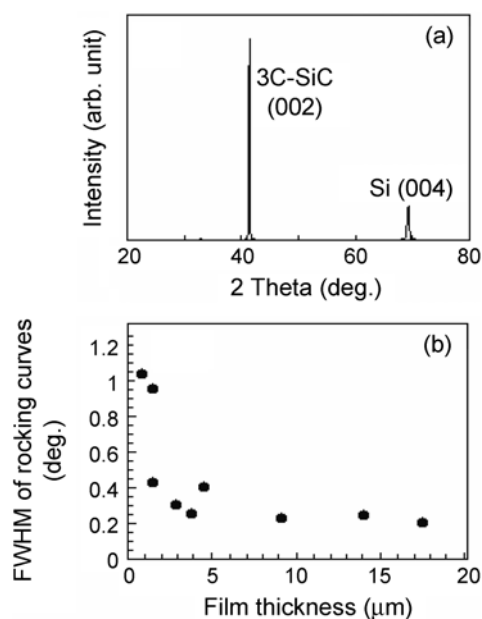 (a)
Intensity (arb. unit)
3C-SiC
(002)
Si (004)
20 40 60 80
2 Theta (deg.)
(b)
FWHM of rocking curves
(deg.)
1.2
1
0.8
0.6
0.4
0.2
0
0 5 10 15 20
Film thickness (μm)